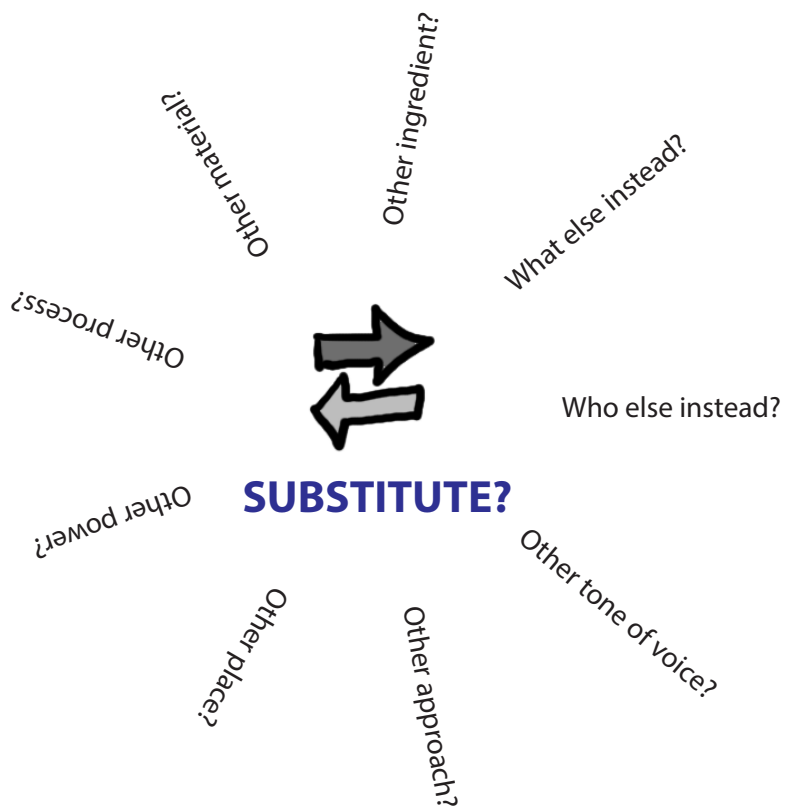 Other ingredient?
What else instead?
Who else instead?
Other tone of voice?
Other approach?
Other place?
Other power?
Other process?
Other material?
SUBSTITUTE?